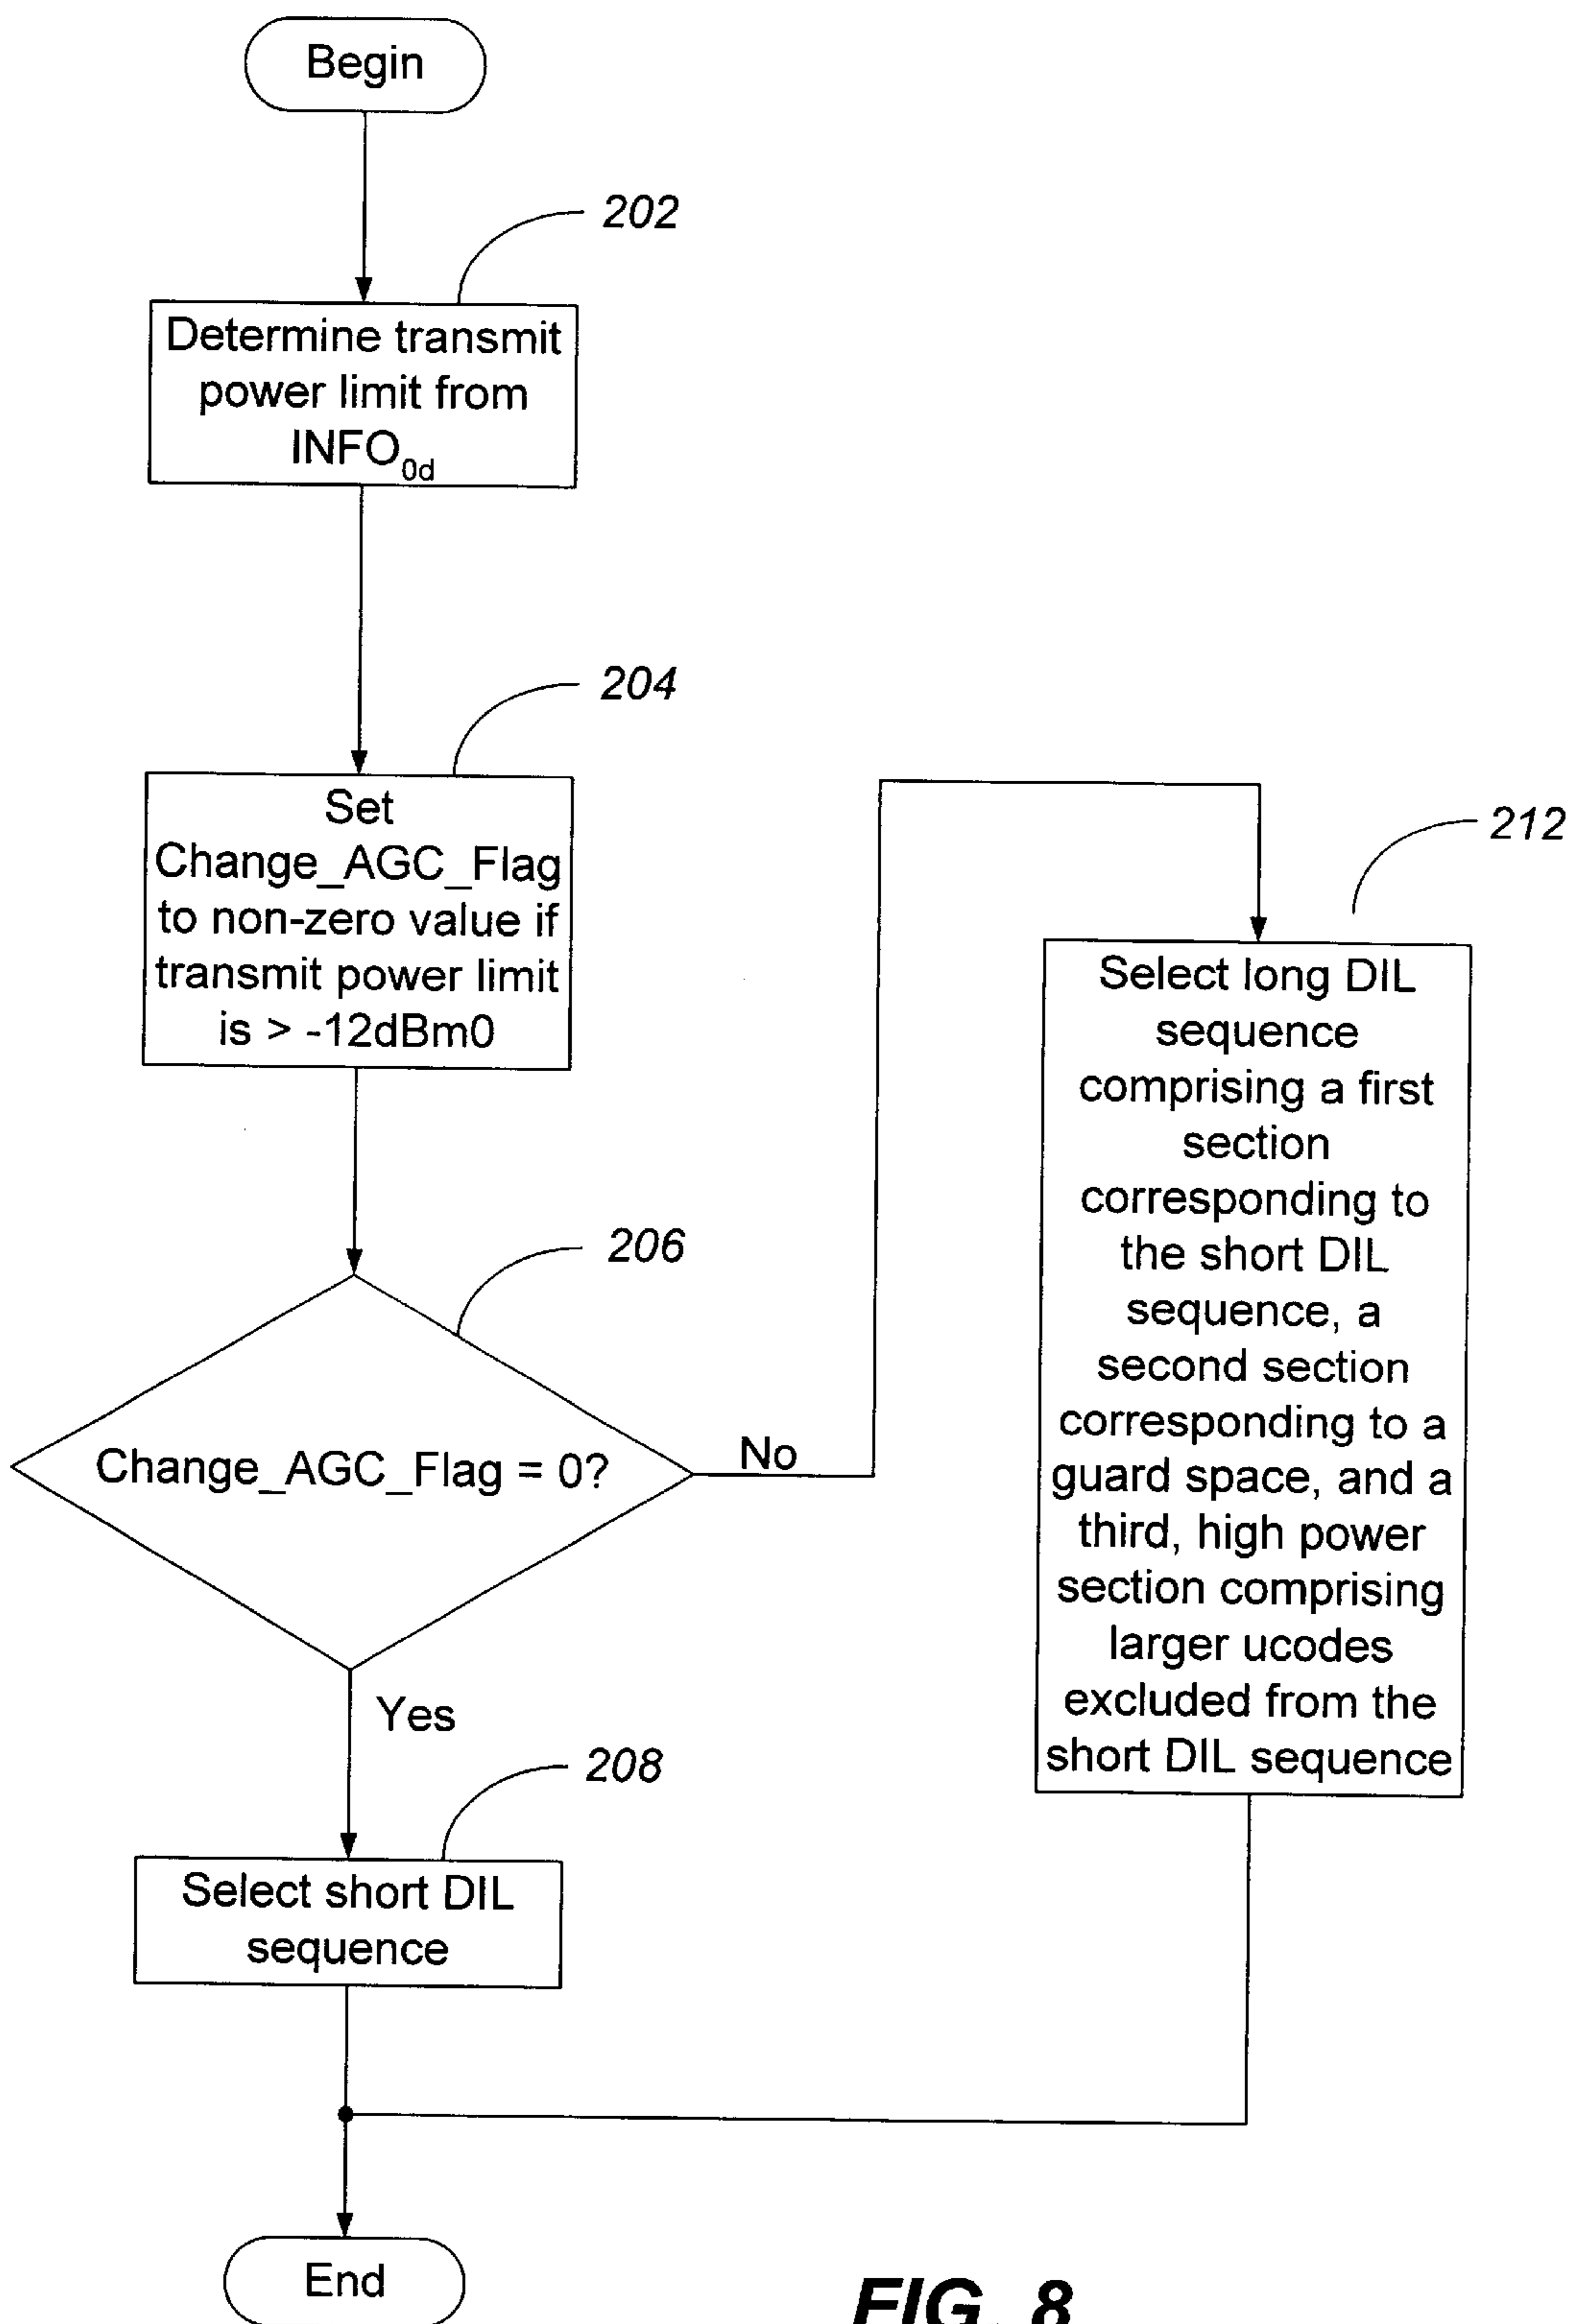 Begin
202
Determine transmit
power limit from
INFO0d
204
Set
Change_AGC_Flag
to non-zero value if
transmit power limit
is > -12dBm0
206
Change_AGC_Flag = 0?
No
Yes
208
Select short DIL
sequence
212
Select long DIL
sequence
comprising a first
section
corresponding to
the short DIL
sequence, a
second section
corresponding to a
guard space, and a
third, high power
section comprising
larger ucodes
excluded from the
short DIL sequence
End
FIG. 8